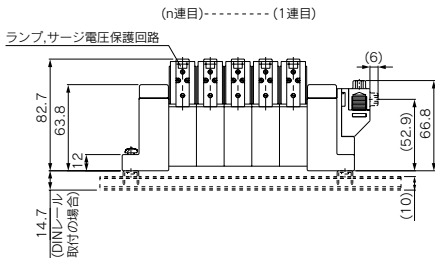 (n連目)--------- (1連目)
ランプ,サージ電圧保護回路
(6)
82.7
63.8
12
(52.9)
66.8
14.7
(DINレール
取付の場合)
(10)